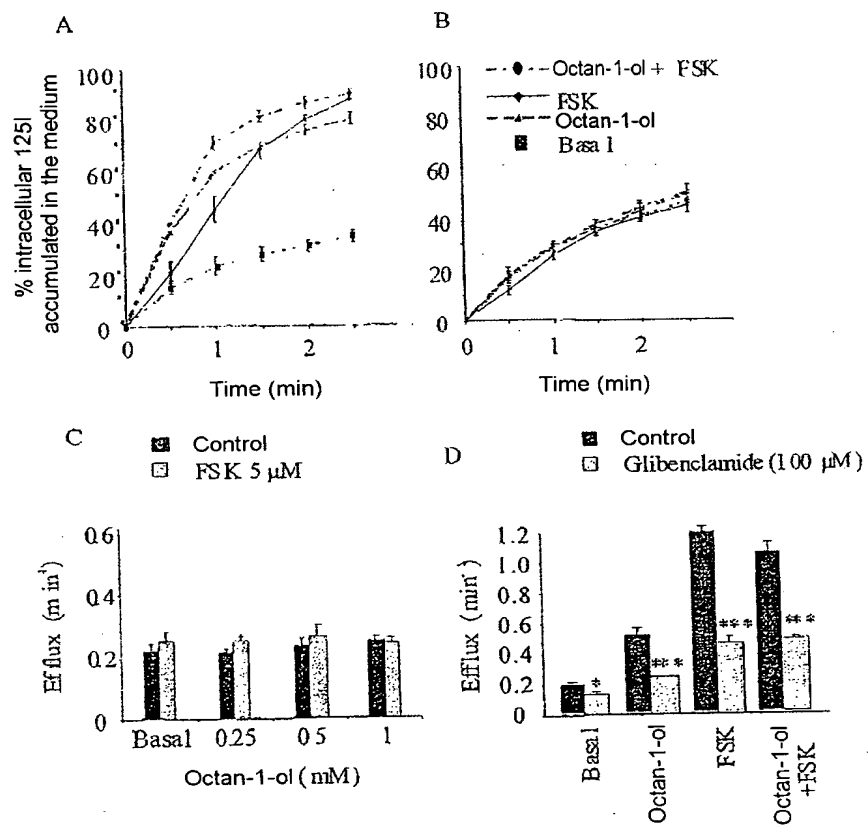 A
B
% intracellular 125I
accumulated in the medium
100
80
60
40
20
0
0
1
2
Time (min)
Octan-1-ol + FSK
FSK
Octan-1-ol
Basal
100
80
60
40
20
0
0
1
2
Time (min)
C
Control
FSK 5 µM
Efflux (min⁻¹)
0.6
0.2
0.2
0
Basal
0.25
0.5
1
Octan-1-ol (mM)
D
Control
Glibenclamide (100 µM)
Efflux (min⁻)
1.2
1.0
0.8
0.6
0.4
0.2
0
*
***
***
***
Basal
Octan-1-ol
FSK
Octan-1-ol
+FSK